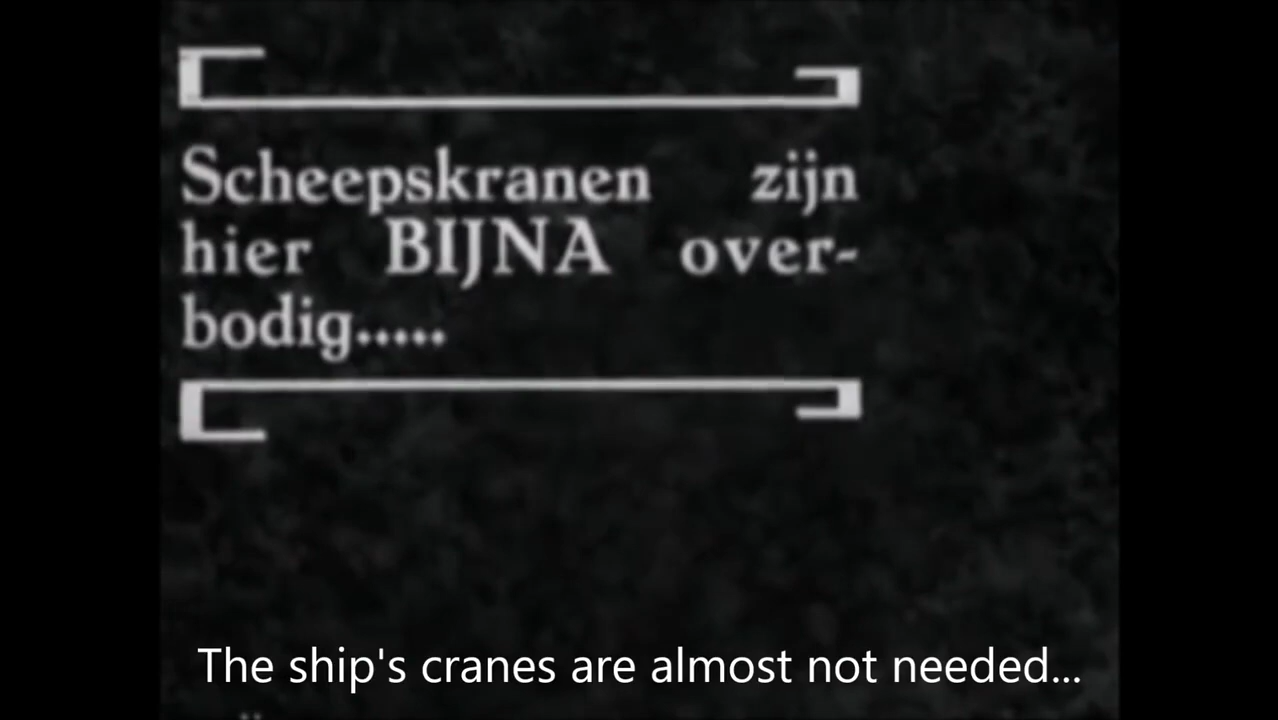 Scheepskranen zijn
hier BIJNA over-
bodig.....
The ship's cranes are almost not needed...